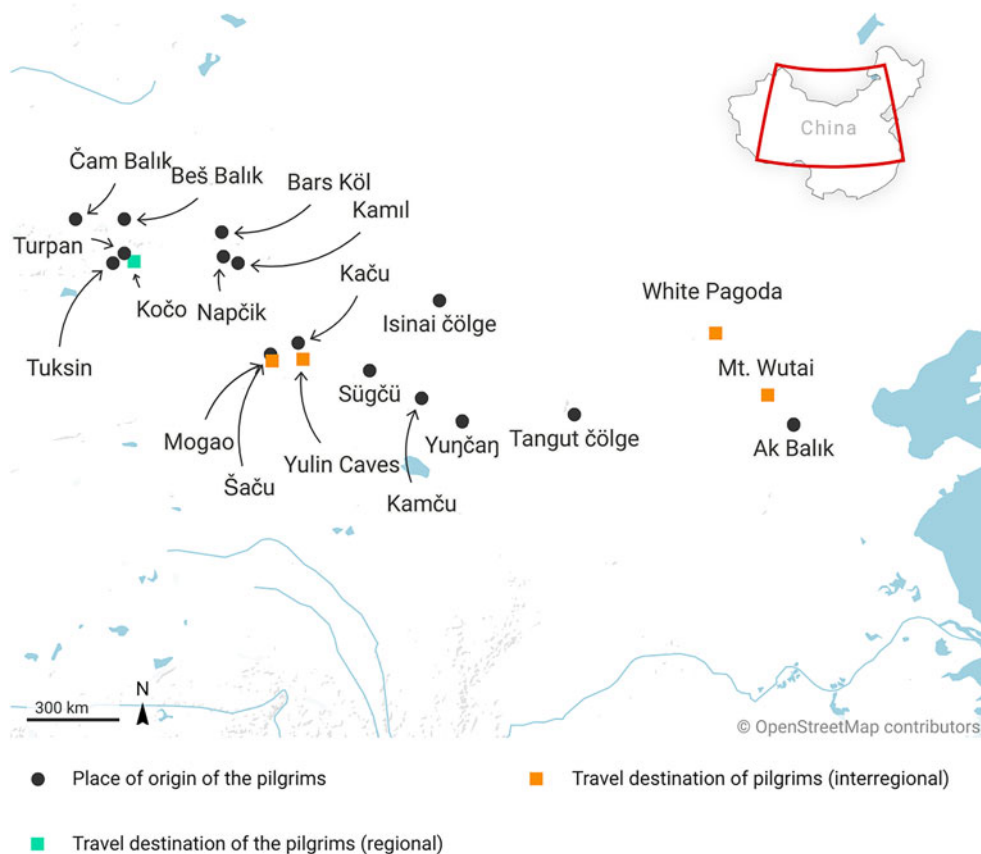 China
Čam Balık
Beš Balık
Bars Köl
Kamıl
Turpan
Kaču
White Pagoda
Kočo
Napčik
Isinai čölge
Tuksin
Mt. Wutai
Sügčü
Mogao
Yulin Caves
Yuŋčaŋ
Tangut čölge
Ak Balık
Šaču
Kamču
N
300 km
© OpenStreetMap contributors
Place of origin of the pilgrims
Travel destination of pilgrims (interregional)
Travel destination of the pilgrims (regional)